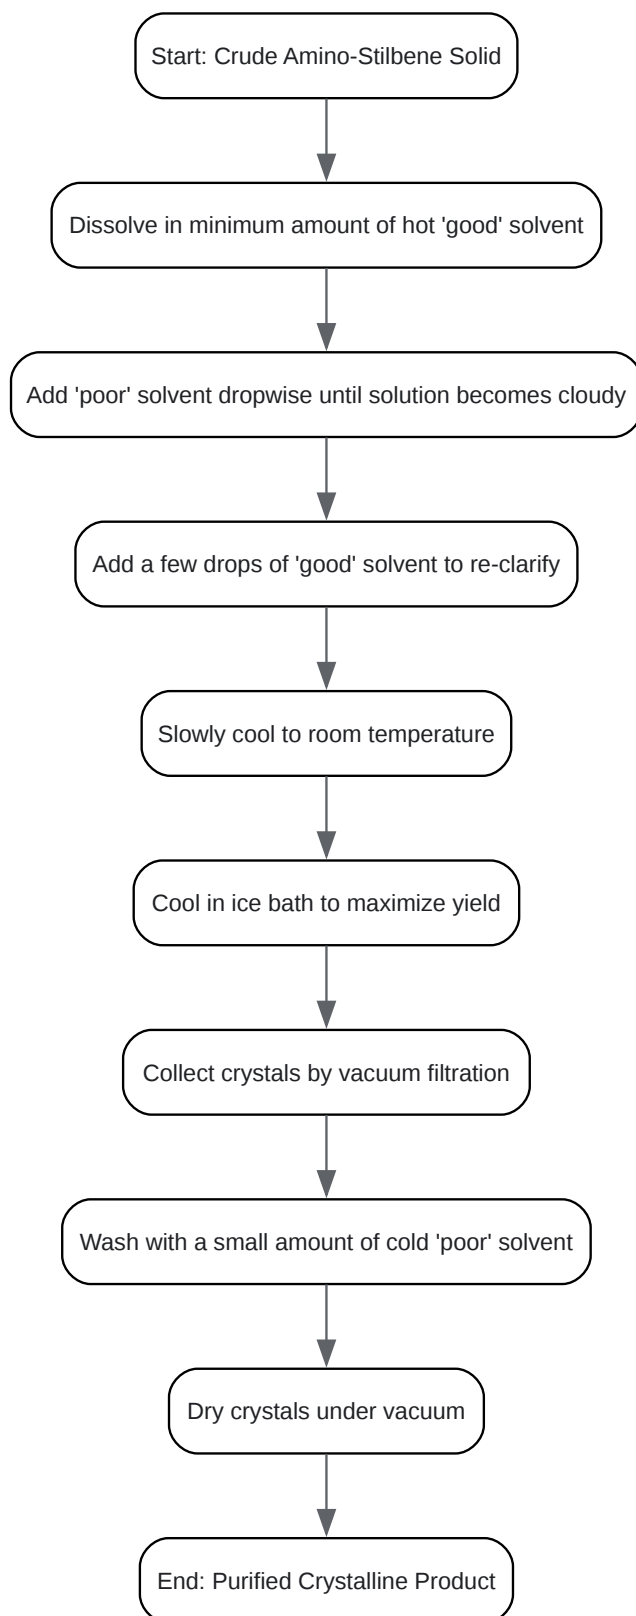 Start: Crude Amino-Stilbene Solid
Dissolve in minimum amount of hot 'good' solvent
Add 'poor' solvent dropwise until solution becomes cloudy
Add a few drops of 'good' solvent to re-clarify
Slowly cool to room temperature
Cool in ice bath to maximize yield
Collect crystals by vacuum filtration
Wash with a small amount of cold 'poor' solvent
Dry crystals under vacuum
End: Purified Crystalline Product